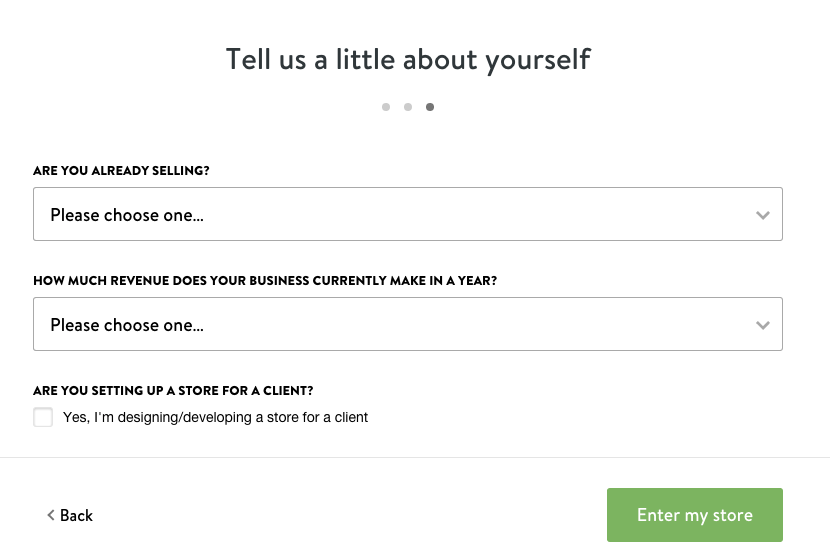 Tell us a little about yourself
ARE YOU ALREADY SELLING?
Please choose one...
HOW MUCH REVENUE DOES YOUR BUSINESS CURRENTLY MAKE IN A YEAR?
Please choose one...
ARE YOU SETTING UP A STORE FOR A CLIENT?
Yes, I'm designing/developing a store for a client
Back
Enter my store